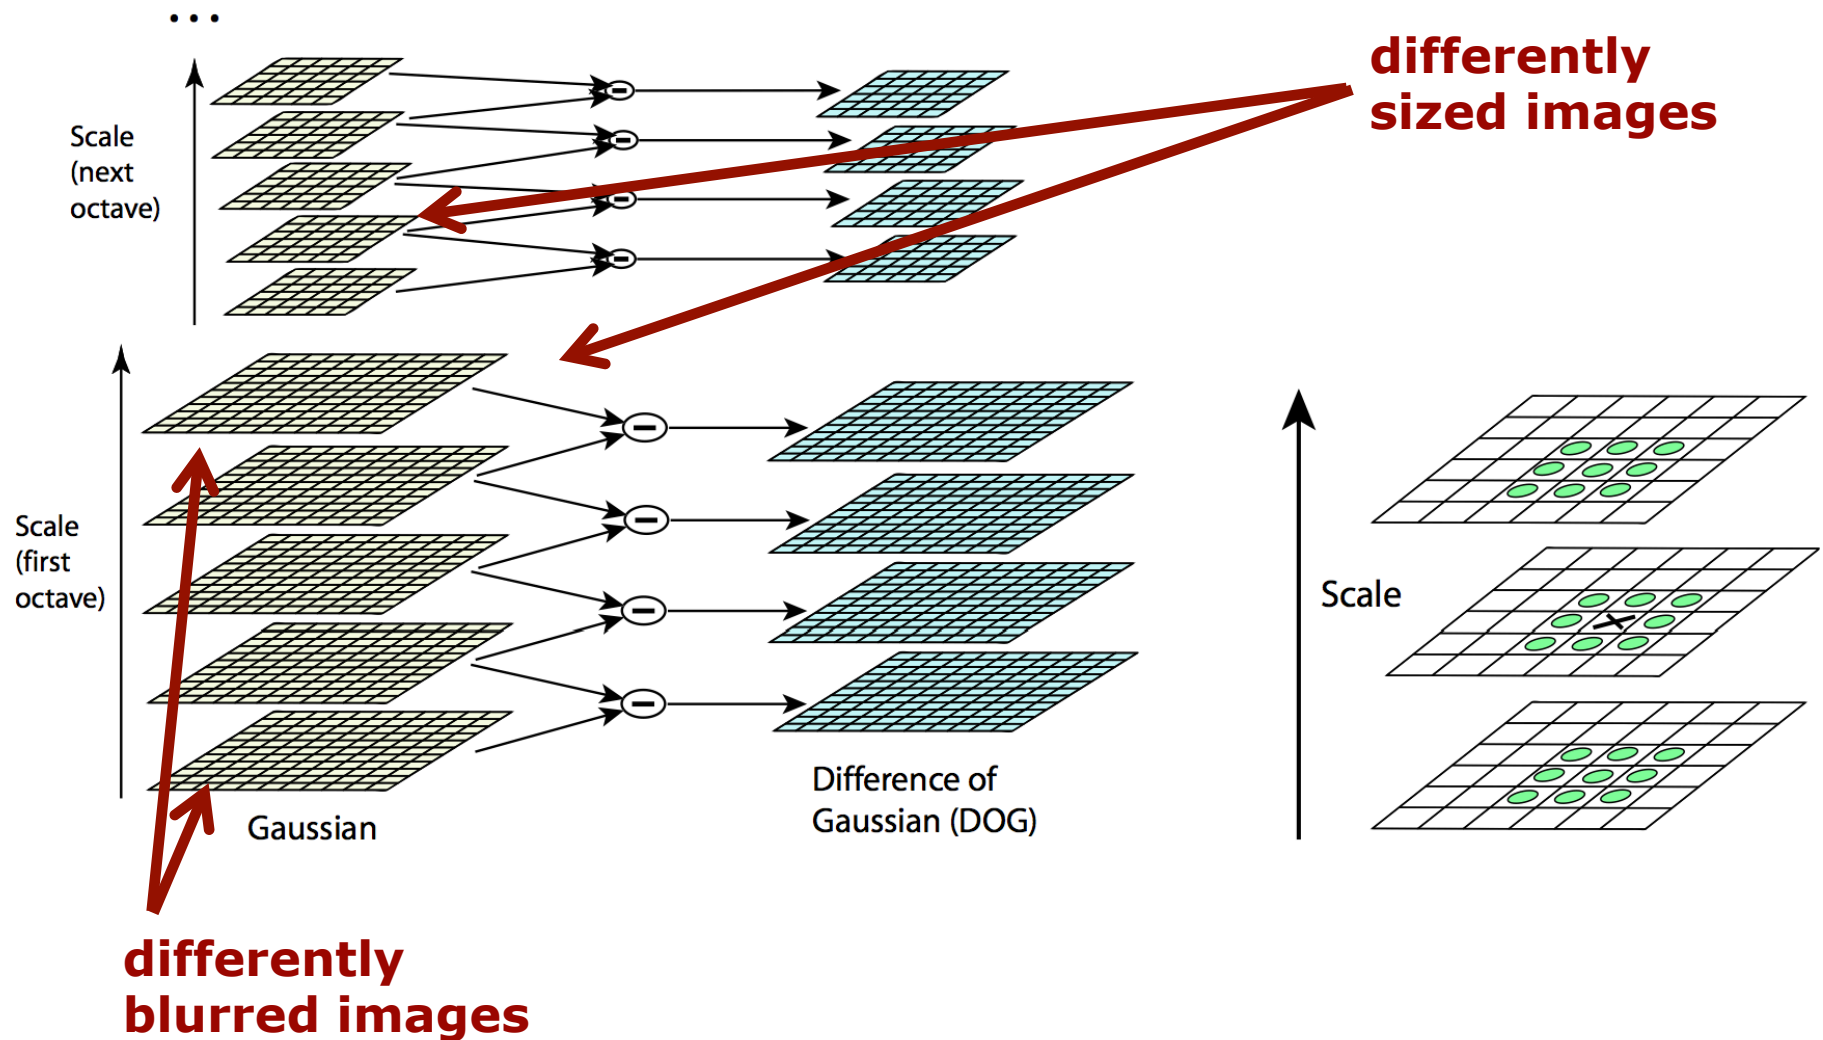 ...
differently
sized images
Scale
(next
octave)
Scale
(first
octave)
Scale
Difference of
Gaussian (DOG)
Gaussian
differently
blurred images